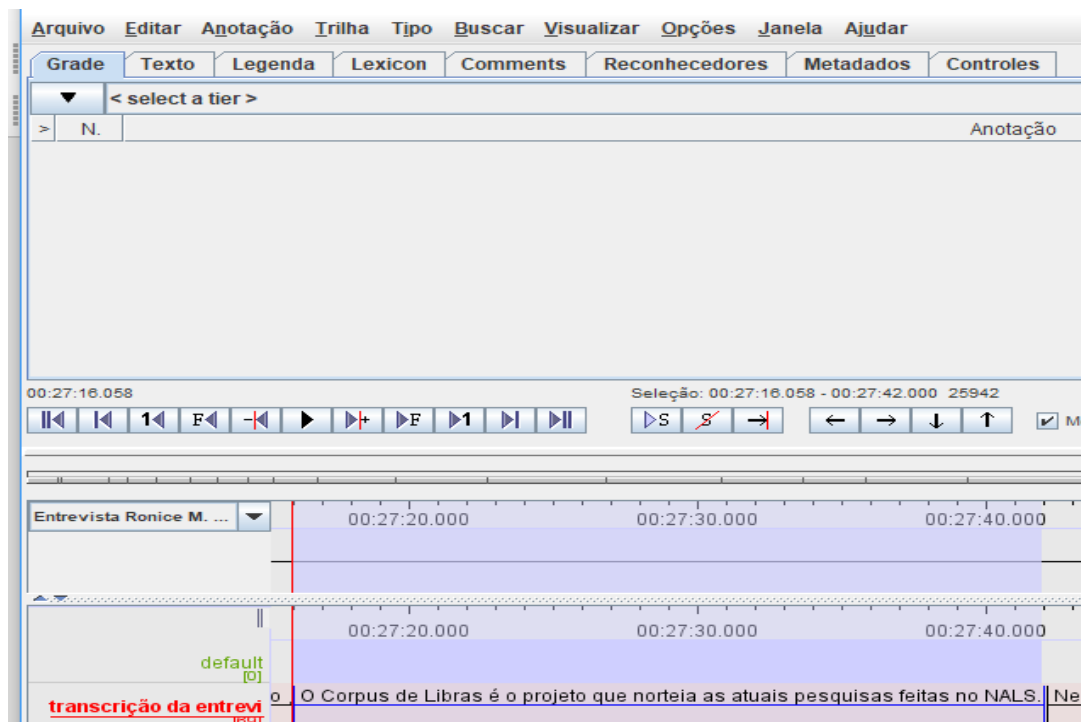 Arquivo Editar Anotação Trilha Tipo Buscar Visualizar Opções Janela Ajudar
Grade Texto Legenda Lexicon Comments Reconhecedores Metadados Controles
< select a tier >
> N. Anotação
00:27:16.058 Seleção: 00:27:16.058 - 00:27:42.000 25942
1 F - + F 1 S S M
Entrevista Ronice M. ... 00:27:20.000 00:27:30.000 00:27:40.000
00:27:20.000 00:27:30.000 00:27:40.000
default
[0]
transcrição da entrevi o O Corpus de Libras é o projeto que norteia as atuais pesquisas feitas no NALS. Ne